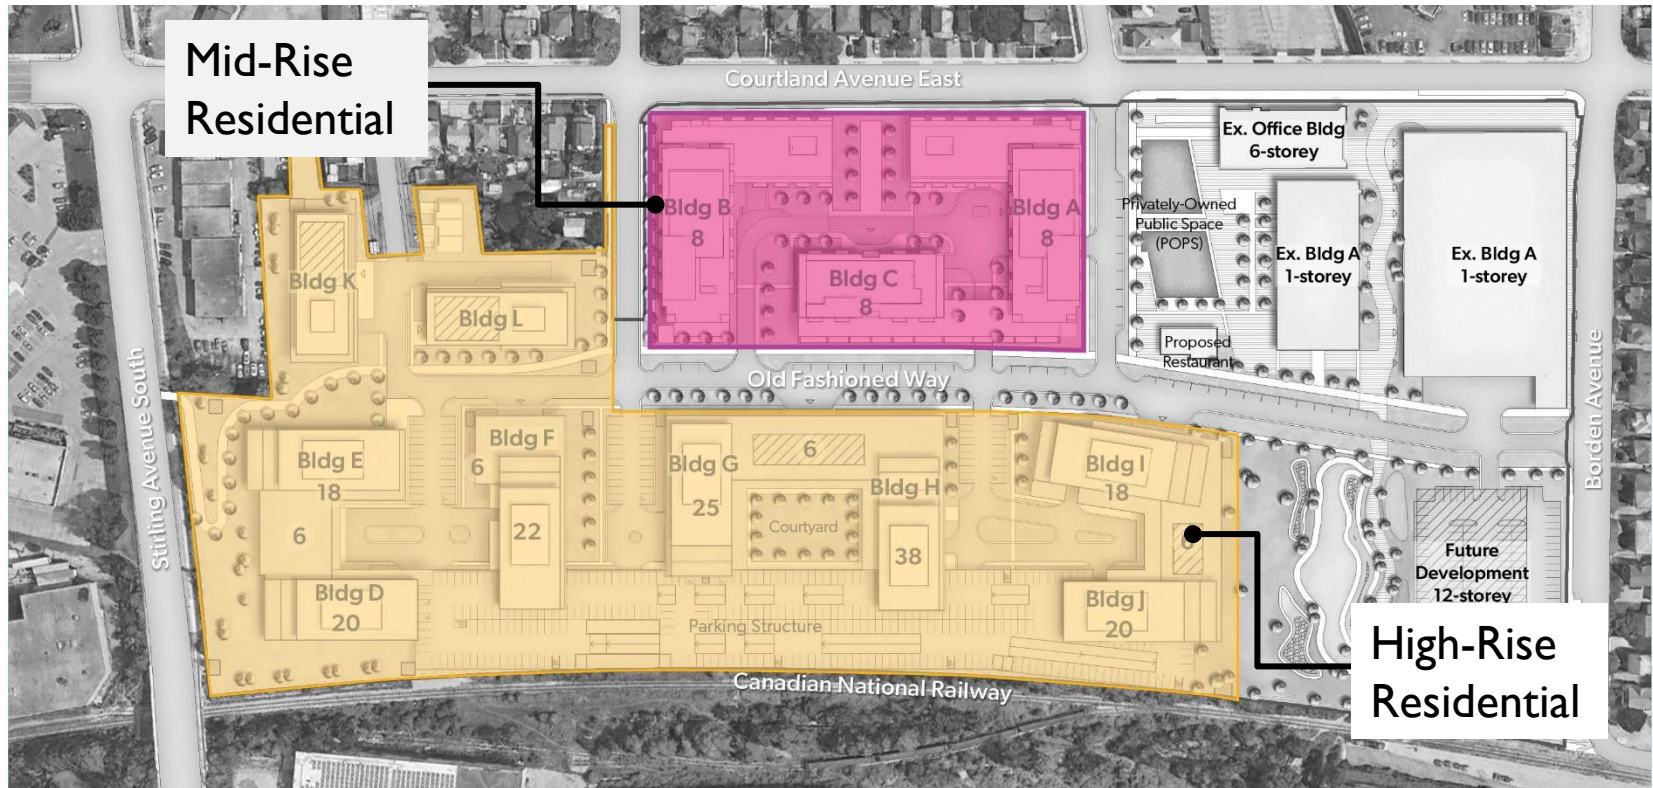 Mid-Rise
Residential
Courtland Avenue East
Ex. Office Bldg
6-storey
Bldg B
8
Bldg A
8
Privately-Owned
Public Space
(POPS)
Bldg C
8
Ex. Bldg A
1-storey
Ex. Bldg A
1-storey
Bldg K
Bldg L
Proposed
Restaurant
Old Fashioned Way
Stirling Avenue South
Borden Avenue
Bldg E
18
6
Bldg F
6
22
Bldg G
25
6
Bldg H
38
Courtyard
Bldg I
18
6
Bldg D
20
Bldg J
20
Parking Structure
Future
Development
12-storey
Canadian National Railway
High-Rise
Residential